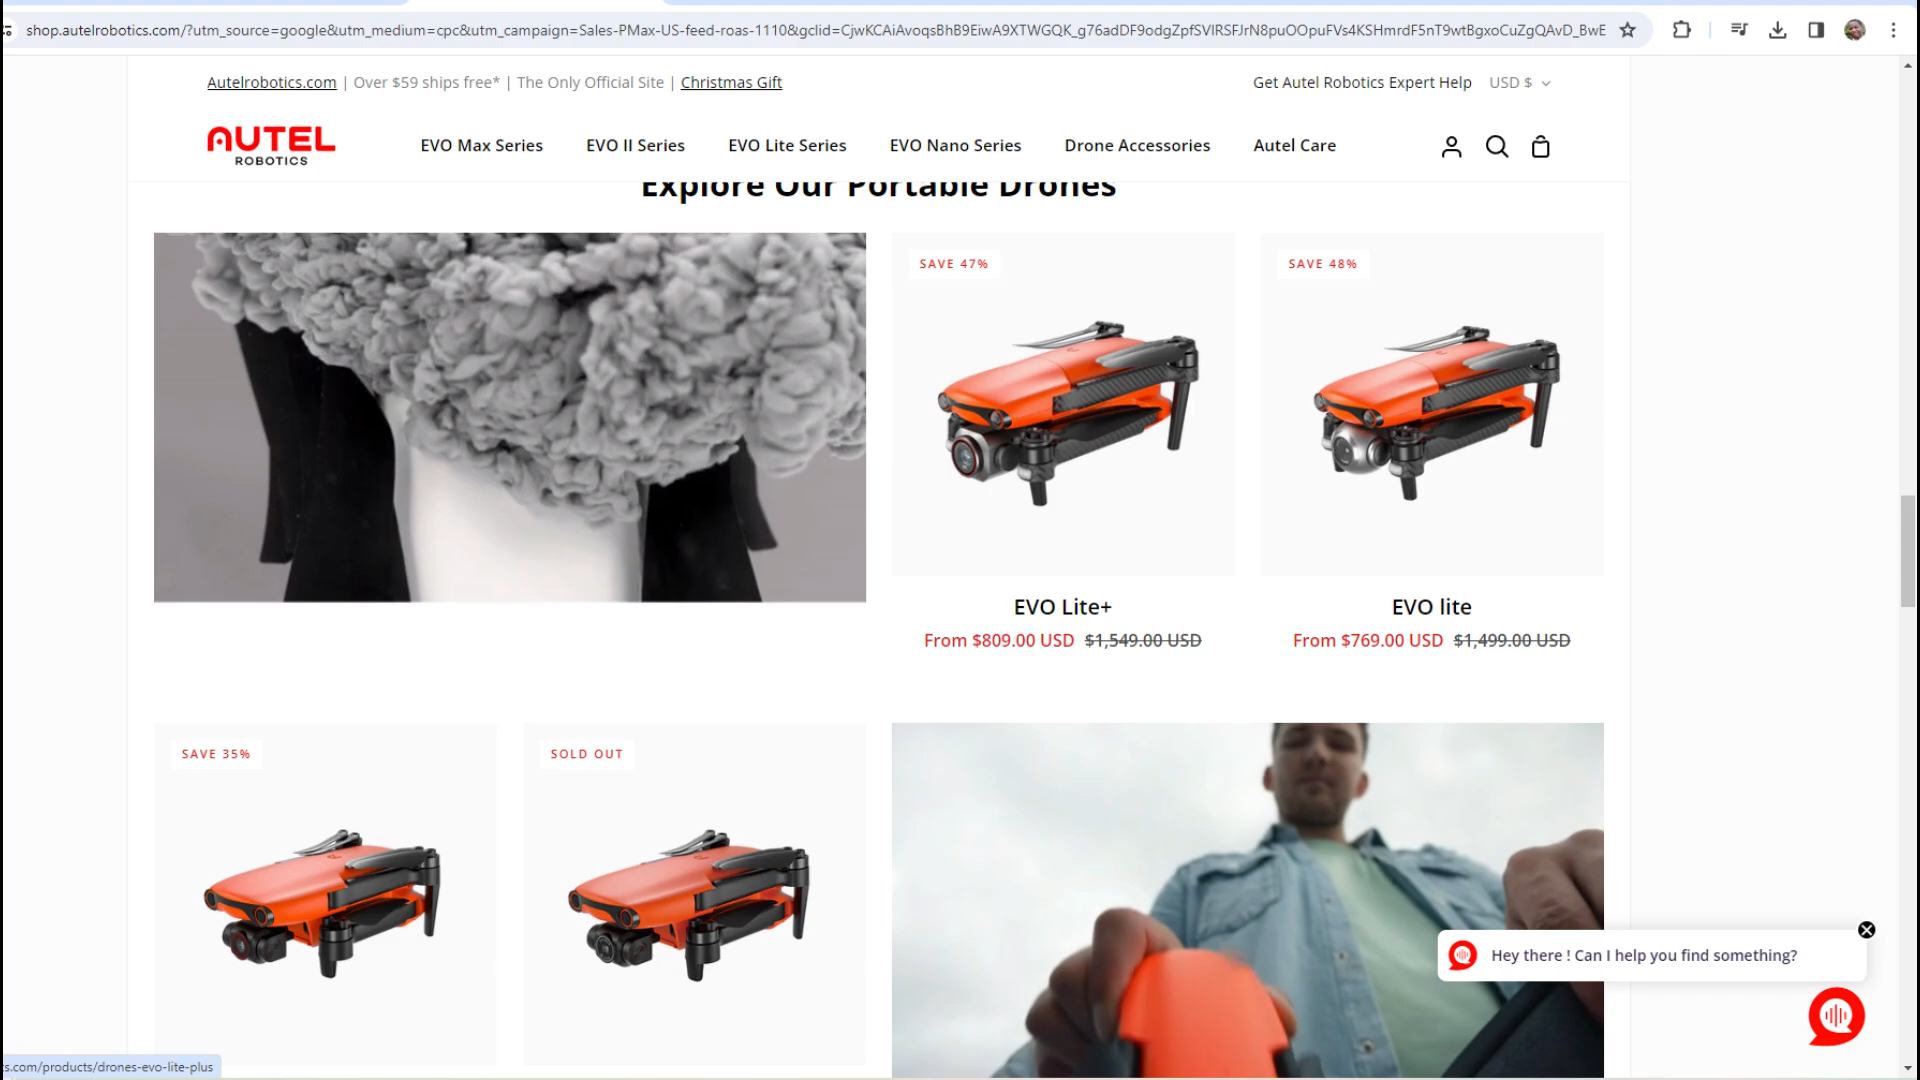 shop.autelrobotics.com/?utm_source=google&utm_medium=cpc&utm_campaign=Sales-PMax-US-feed-roas-1110&gclid=CjwKCAiAvoqsBhB9EiwA9XTWGQK_g76adDF9odgZpfSVIRSFJrN8puOOpuFVs4KSHmrdF5nT9wtBgxoCuZgQAvD_BwE
Autelrobotics.com | Over $59 ships free* | The Only Official Site | Christmas Gift
Get Autel Robotics Expert Help USD $
AUTEL
ROBOTICS
EVO Max Series EVO II Series EVO Lite Series EVO Nano Series Drone Accessories Autel Care
Explore Our Portable Drones
SAVE 47%
SAVE 48%
EVO Lite+
EVO lite
From $809.00 USD $1,549.00 USD
From $769.00 USD $1,499.00 USD
SAVE 35%
SOLD OUT
Hey there ! Can I help you find something?
s.com/products/drones-evo-lite-plus